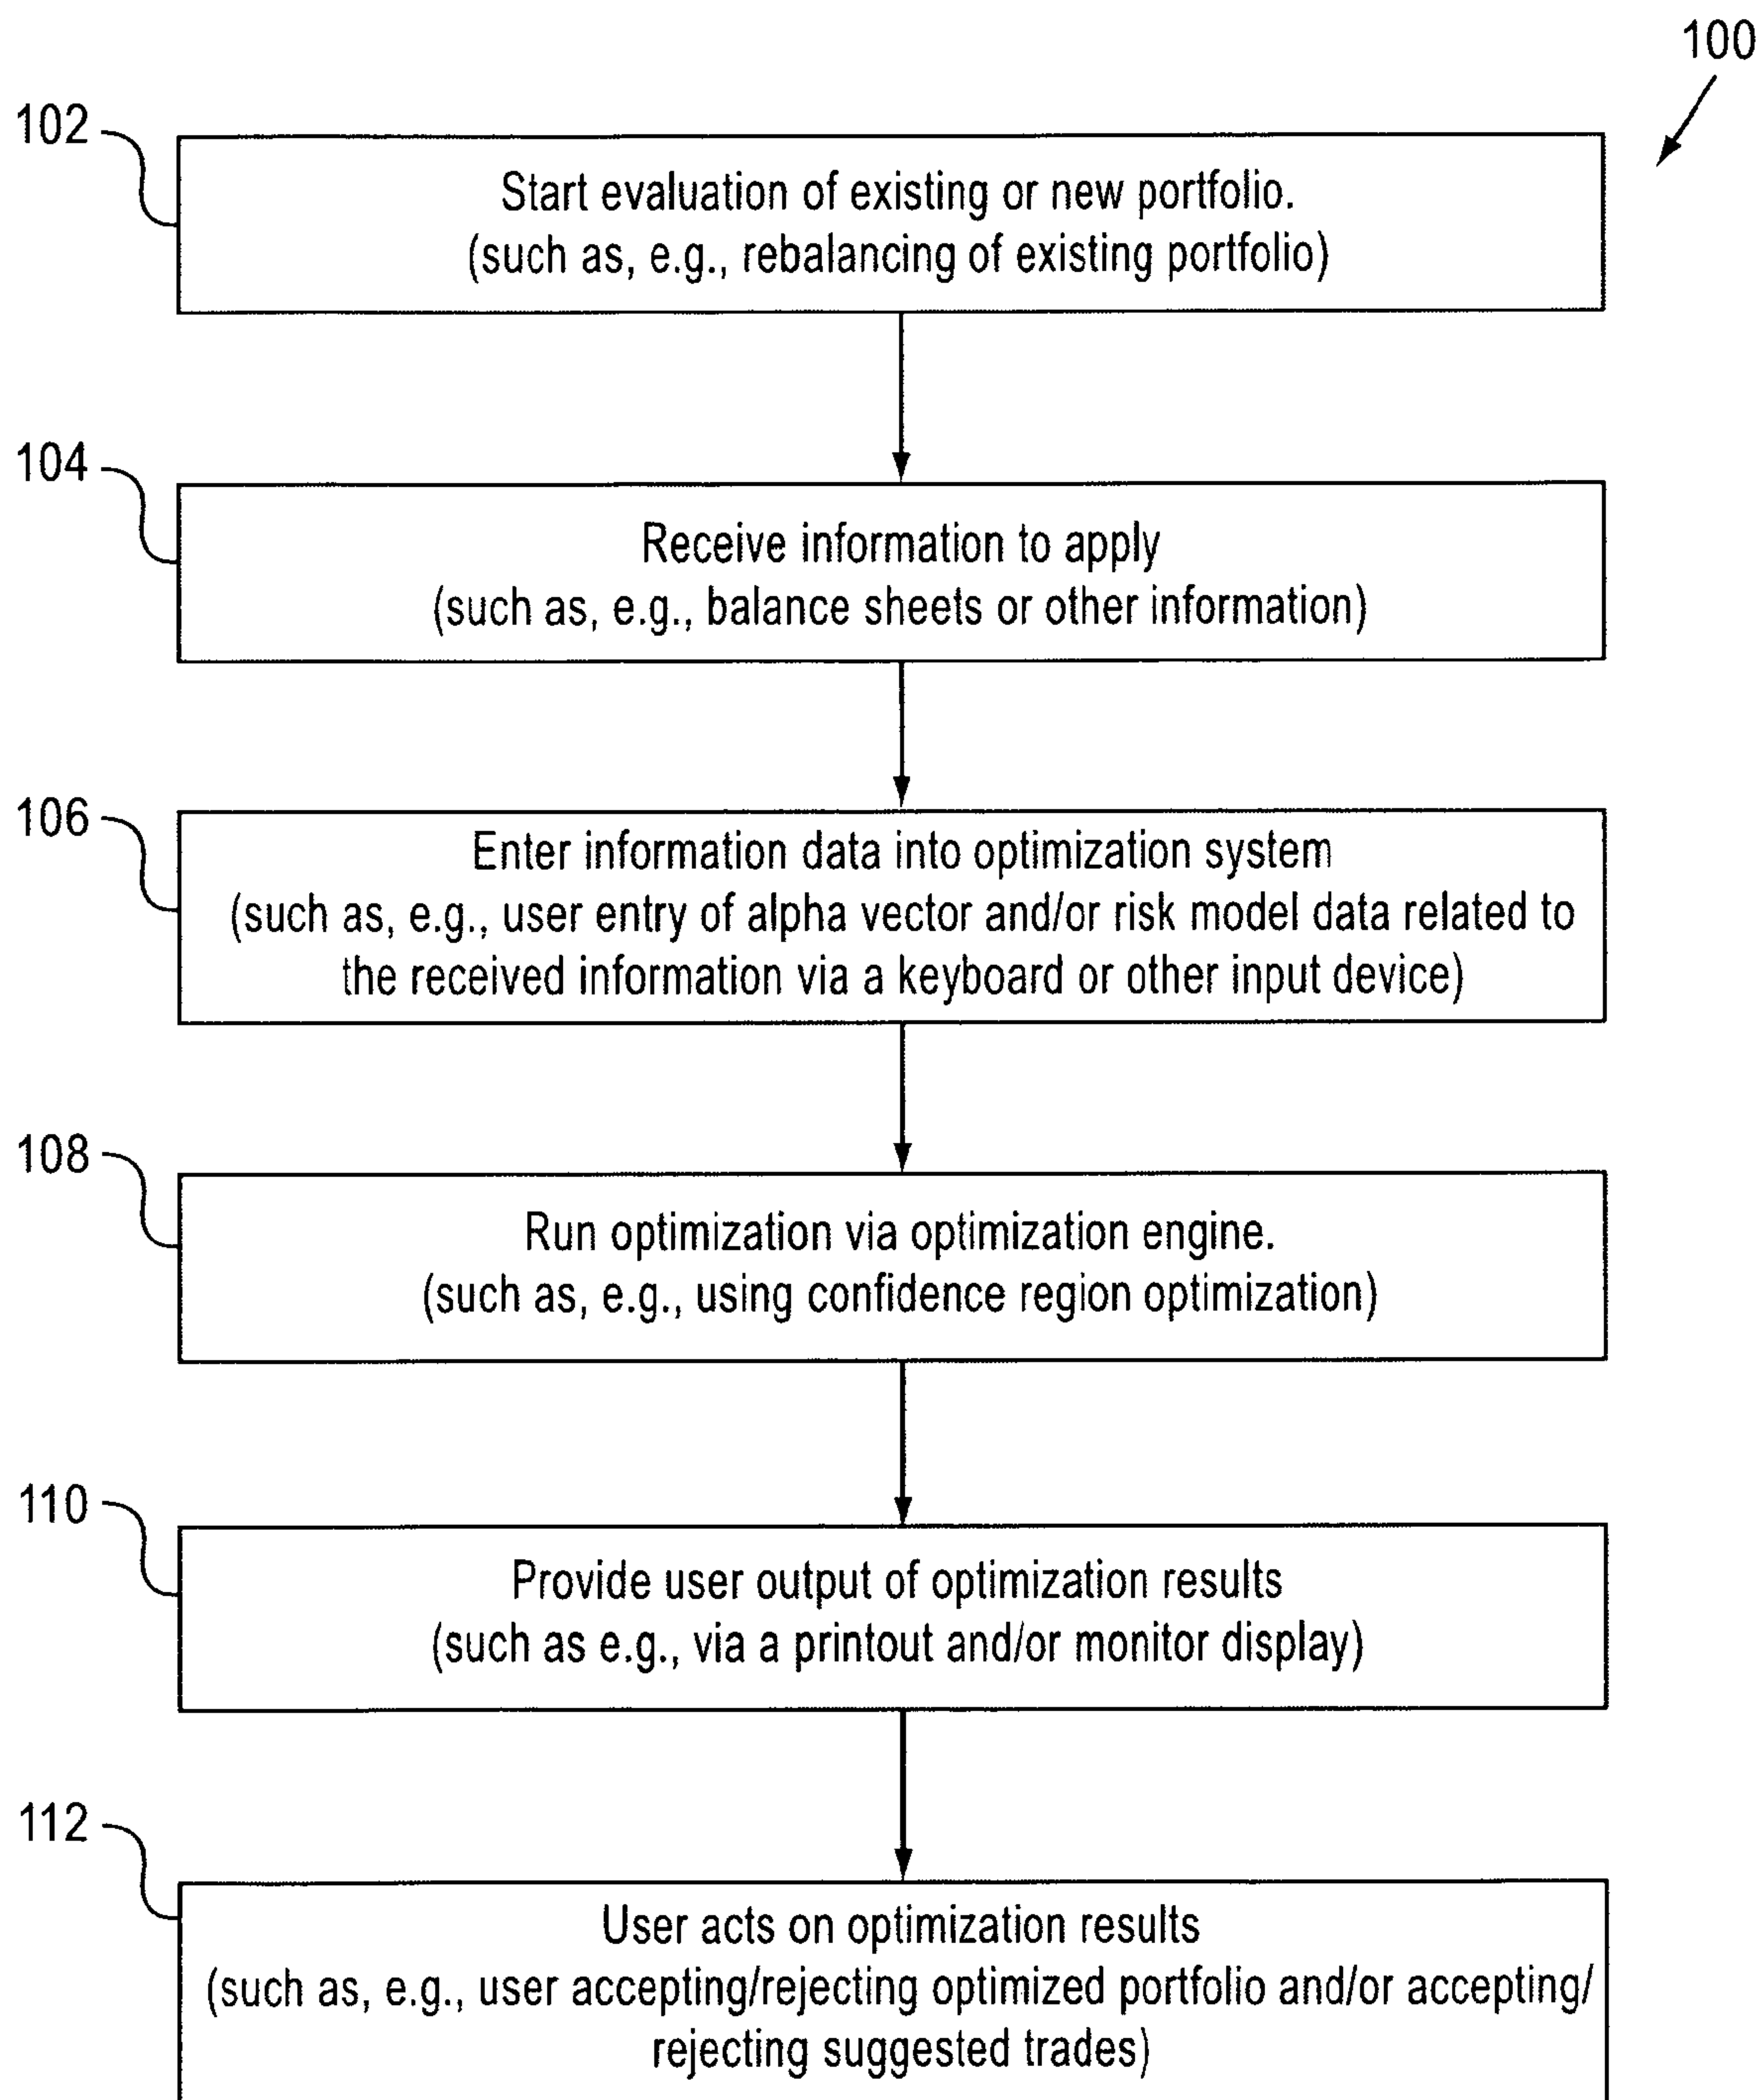 100
102
Start evaluation of existing or new portfolio.
(such as, e.g., rebalancing of existing portfolio)
104
Receive information to apply
(such as, e.g., balance sheets or other information)
106
Enter information data into optimization system
(such as, e.g., user entry of alpha vector and/or risk model data related to
the received information via a keyboard or other input device)
108
Run optimization via optimization engine.
(such as, e.g., using confidence region optimization)
110
Provide user output of optimization results
(such as e.g., via a printout and/or monitor display)
112
User acts on optimization results
(such as, e.g., user accepting/rejecting optimized portfolio and/or accepting/
rejecting suggested trades)